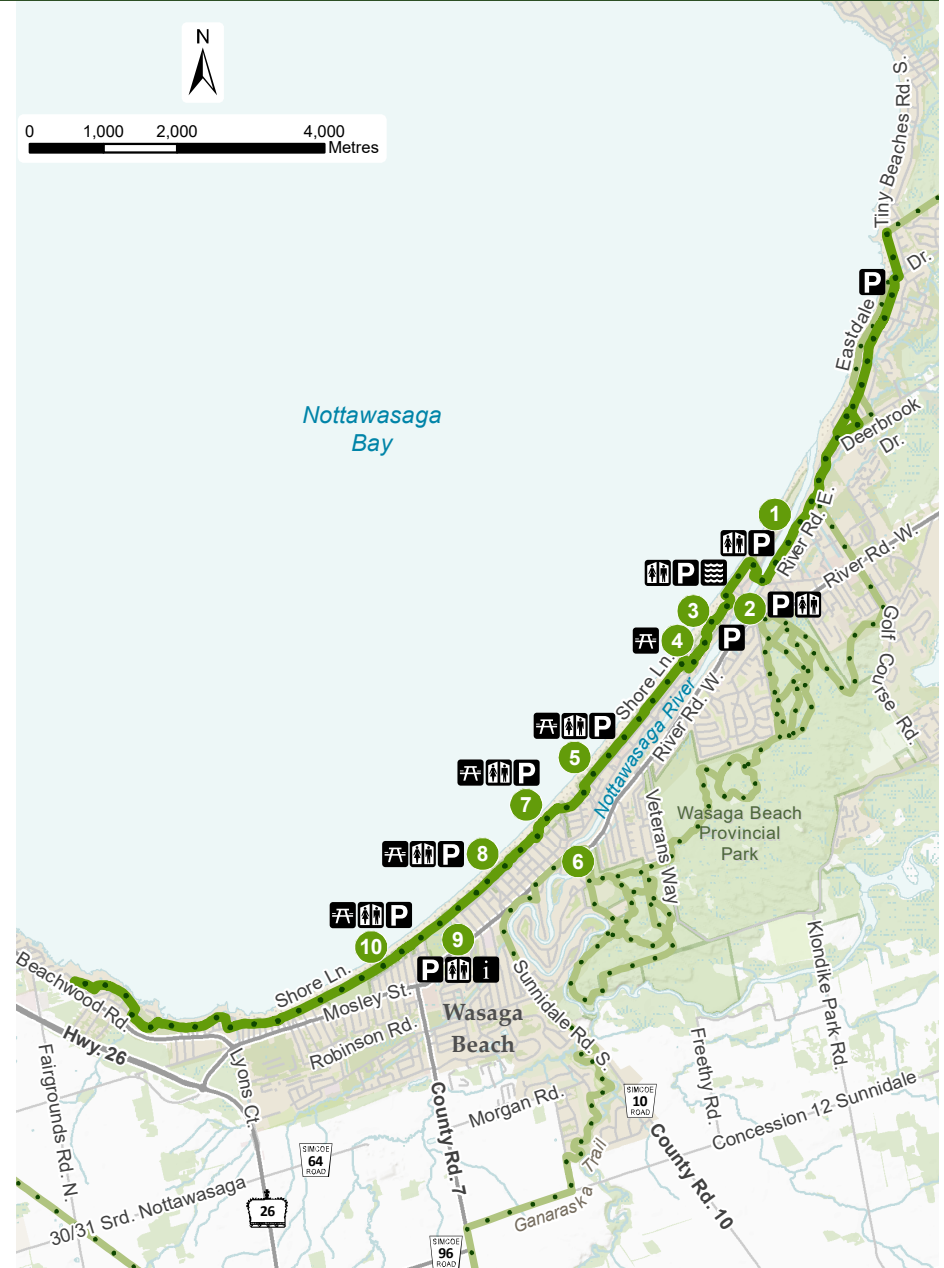 N
0 1,000 2,000 4,000
Metres
Tiny Beaches Rd. S.
Dr.
P
Eastdale
Nottawasaga
Bay
Deerbrook
Dr.
1
River Rd. E.
P
River Rd. W.
P
3
2
P
4
P
Golf Course Rd.
Shore Ln.
Nottawasaga River
River Rd. W.
P
5
P
7
Veterans Way
Wasaga Beach
Provincial
Park
P
8
6
P
10
9
P i
Klondike Park Rd.
Beachwood Rd.
Shore Ln.
Mosley St.
Sunnidale Rd. S.
Wasaga
Beach
Hwy. 26
Robinson Rd.
Fairgrounds Rd. N.
Lyons Ct.
County Rd. 7
Morgan Rd.
SIMCOE
10
ROAD
Freethy Rd.
Concession 12 Sunnidale
SIMCOE
64
ROAD
County Rd. 10
30/31 Srd. Nottawasaga
26
Ganaraska Trail
SIMCOE
96
ROAD